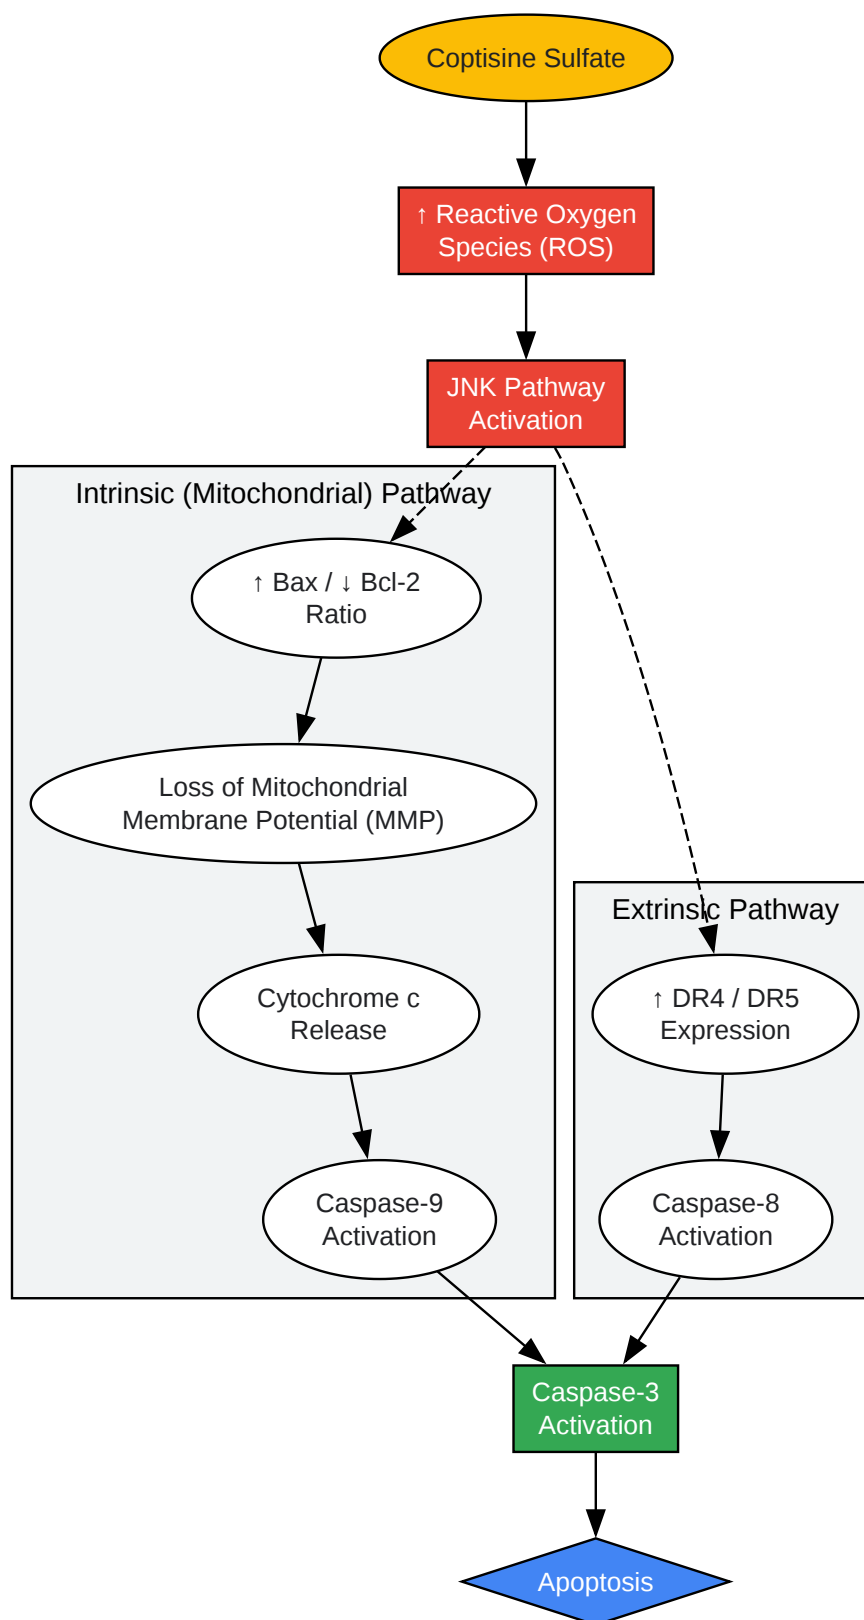 Coptisine Sulfate
↑ Reactive Oxygen
Species (ROS)
JNK Pathway
Activation
Intrinsic (Mitochondrial) Pathway
↑ Bax / ↓ Bcl-2
Ratio
Loss of Mitochondrial
Membrane Potential (MMP)
Extrinsic Pathway
Cytochrome c
Release
↑ DR4 / DR5
Expression
Caspase-9
Activation
Caspase-8
Activation
Caspase-3
Activation
Apoptosis